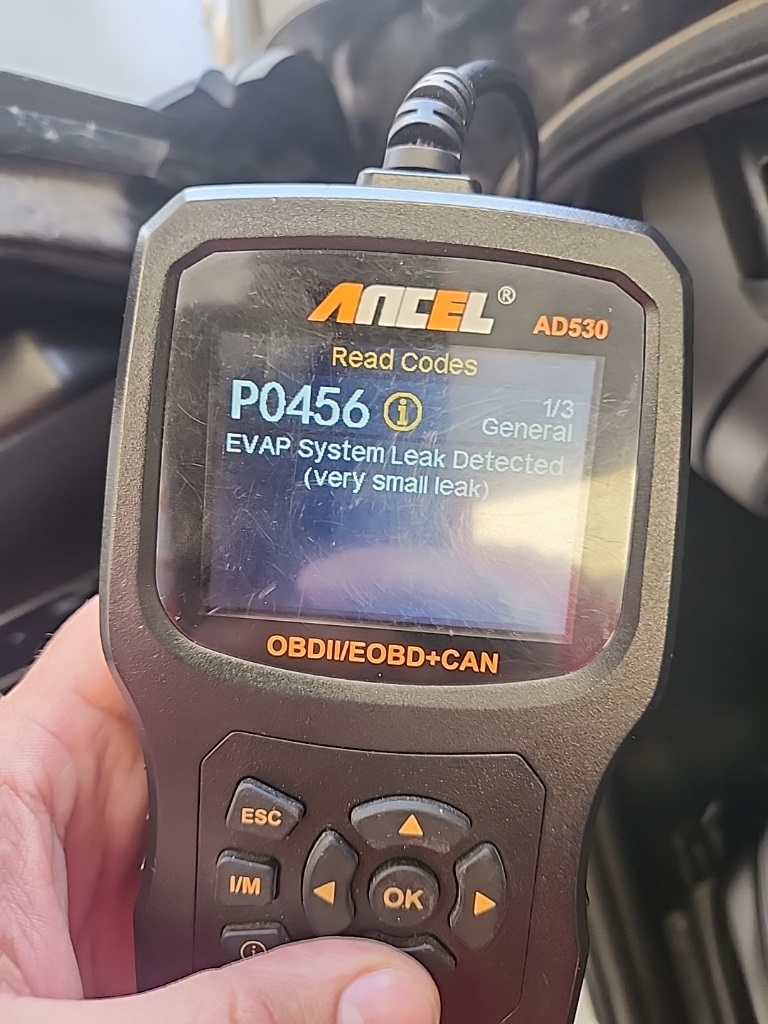 ANCEL®
AD530
Read Codes
P0456 i 1/3
General
EVAP System Leak Detected
(very small leak)
OBDII/EOBD+CAN
ESC
I/M
OK
i